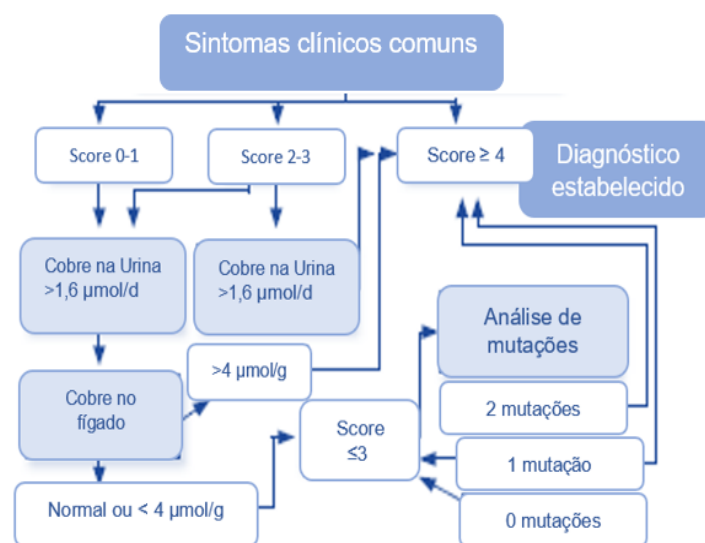 Sintomas clínicos comuns
Score 0-1
Score 2-3
Score ≥ 4
Diagnóstico
estabelecido
Cobre na Urina
>1,6 µmol/d
Cobre na Urina
>1,6 µmol/d
Análise de
mutações
>4 µmol/g
Cobre no
fígado
2 mutações
Score
≤3
1 mutação
Normal ou < 4 µmol/g
0 mutações